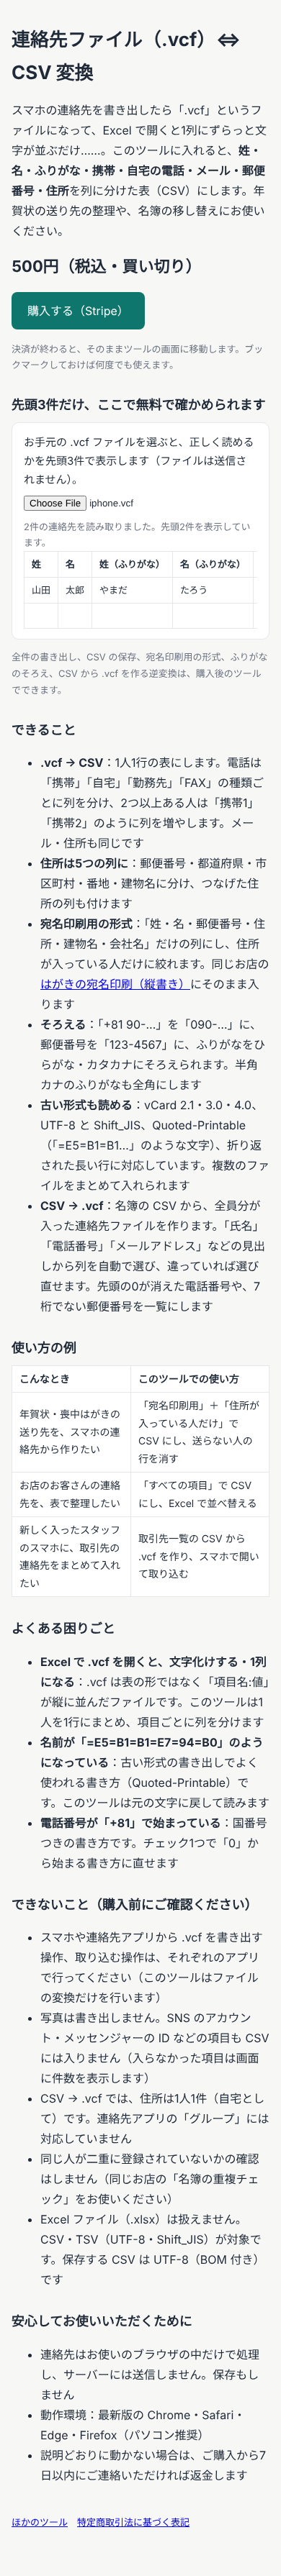 連絡先ファイル（.vcf）⇔
CSV 変換
スマホの連絡先を書き出したら「.vcf」というフ
ァイルになって、Excel で開くと1列にずらっと文
字が並ぶだけ……。このツールに入れると、姓・
名・ふりがな・携帯・自宅の電話・メール・郵便
番号・住所を列に分けた表（CSV）にします。年
賀状の送り先の整理や、名簿の移し替えにお使い
ください。
500円（税込・買い切り）
購入する（Stripe）
決済が終わると、そのままツールの画面に移動します。ブッ
クマークしておけば何度でも使えます。
先頭3件だけ、ここで無料で確かめられます
お手元の .vcf ファイルを選ぶと、正しく読める
かを先頭3件で表示します（ファイルは送信さ
れません）。
Choose File iphone.vcf
2件の連絡先を読み取りました。先頭2件を表示してい
ます。
姓 名 姓（ふりがな） 名（ふりがな）
山田 太郎 やまだ たろう
全件の書き出し、CSV の保存、宛名印刷用の形式、ふりがな
のそろえ、CSV から .vcf を作る逆変換は、購入後のツール
でできます。
できること
• .vcf → CSV：1人1行の表にします。電話は
「携帯」「自宅」「勤務先」「FAX」の種類ご
とに列を分け、2つ以上ある人は「携帯1」
「携帯2」のように列を増やします。メー
ル・住所も同じです
• 住所は5つの列に：郵便番号・都道府県・市
区町村・番地・建物名に分け、つなげた住
所の列も付けます
• 宛名印刷用の形式：「姓・名・郵便番号・住
所・建物名・会社名」だけの列にし、住所
が入っている人だけに絞れます。同じお店の
はがきの宛名印刷（縦書き）にそのまま入
ります
• そろえる：「+81 90-…」を「090-…」に、
郵便番号を「123-4567」に、ふりがなをひ
らがな・カタカナにそろえられます。半角
カナのふりがなも全角にします
• 古い形式も読める：vCard 2.1・3.0・4.0、
UTF-8 と Shift_JIS、Quoted-Printable
（「=E5=B1=B1…」のような文字）、折り返
された長い行に対応しています。複数のファイ
ルをまとめて入れられます
• CSV → .vcf：名簿の CSV から、全員分が
入った連絡先ファイルを作ります。「氏名」
「電話番号」「メールアドレス」などの見出
しから列を自動で選び、違っていれば選び
直せます。先頭の0が消えた電話番号や、7
桁でない郵便番号を一覧にします
使い方の例
こんなとき このツールでの使い方
年賀状・喪中はがきの
送り先を、スマホの連
絡先から作りたい
「宛名印刷用」＋「住所が
入っている人だけ」で
CSV にし、送らない人の
行を消す
お店のお客さんの連絡
先を、表で整理したい
「すべての項目」で CSV
にし、Excel で並べ替える
新しく入ったスタッフ
のスマホに、取引先の
連絡先をまとめて入れ
たい
取引先一覧の CSV から
.vcf を作り、スマホで開い
て取り込む
よくある困りごと
• Excel で .vcf を開くと、文字化けする・1列
になる：.vcf は表の形ではなく「項目名:値」
が縦に並んだファイルです。このツールは1
人を1行にまとめ、項目ごとに列を分けます
• 名前が「=E5=B1=B1=E7=94=B0」のよう
になっている：古い形式の書き出しでよく
使われる書き方（Quoted-Printable）で
す。このツールは元の文字に戻して読みます
• 電話番号が「+81」で始まっている：国番号
つきの書き方です。チェック1つで「0」か
ら始まる書き方に直せます
できないこと（購入前にご確認ください）
• スマホや連絡先アプリから .vcf を書き出す
操作、取り込む操作は、それぞれのアプリ
で行ってください（このツールはファイル
の変換だけを行います）
• 写真は書き出しません。SNS のアカウン
ト・メッセンジャーの ID などの項目も CSV
には入りません（入らなかった項目は画面
に件数を表示します）
• CSV → .vcf では、住所は1人1件（自宅とし
て）です。連絡先アプリの「グループ」には
対応していません
• 同じ人が二重に登録されていないかの確認
はしません（同じお店の「名簿の重複チェ
ック」をお使いください）
• Excel ファイル（.xlsx）は扱えません。
CSV・TSV（UTF-8・Shift_JIS）が対象で
す。保存する CSV は UTF-8（BOM 付き）
です
安心してお使いいただくために
• 連絡先はお使いのブラウザの中だけで処理
し、サーバーには送信しません。保存もし
ません
• 動作環境：最新版の Chrome・Safari・
Edge・Firefox（パソコン推奨）
• 説明どおりに動かない場合は、ご購入から7
日以内にご連絡いただければ返金します
ほかのツール 特定商取引法に基づく表記